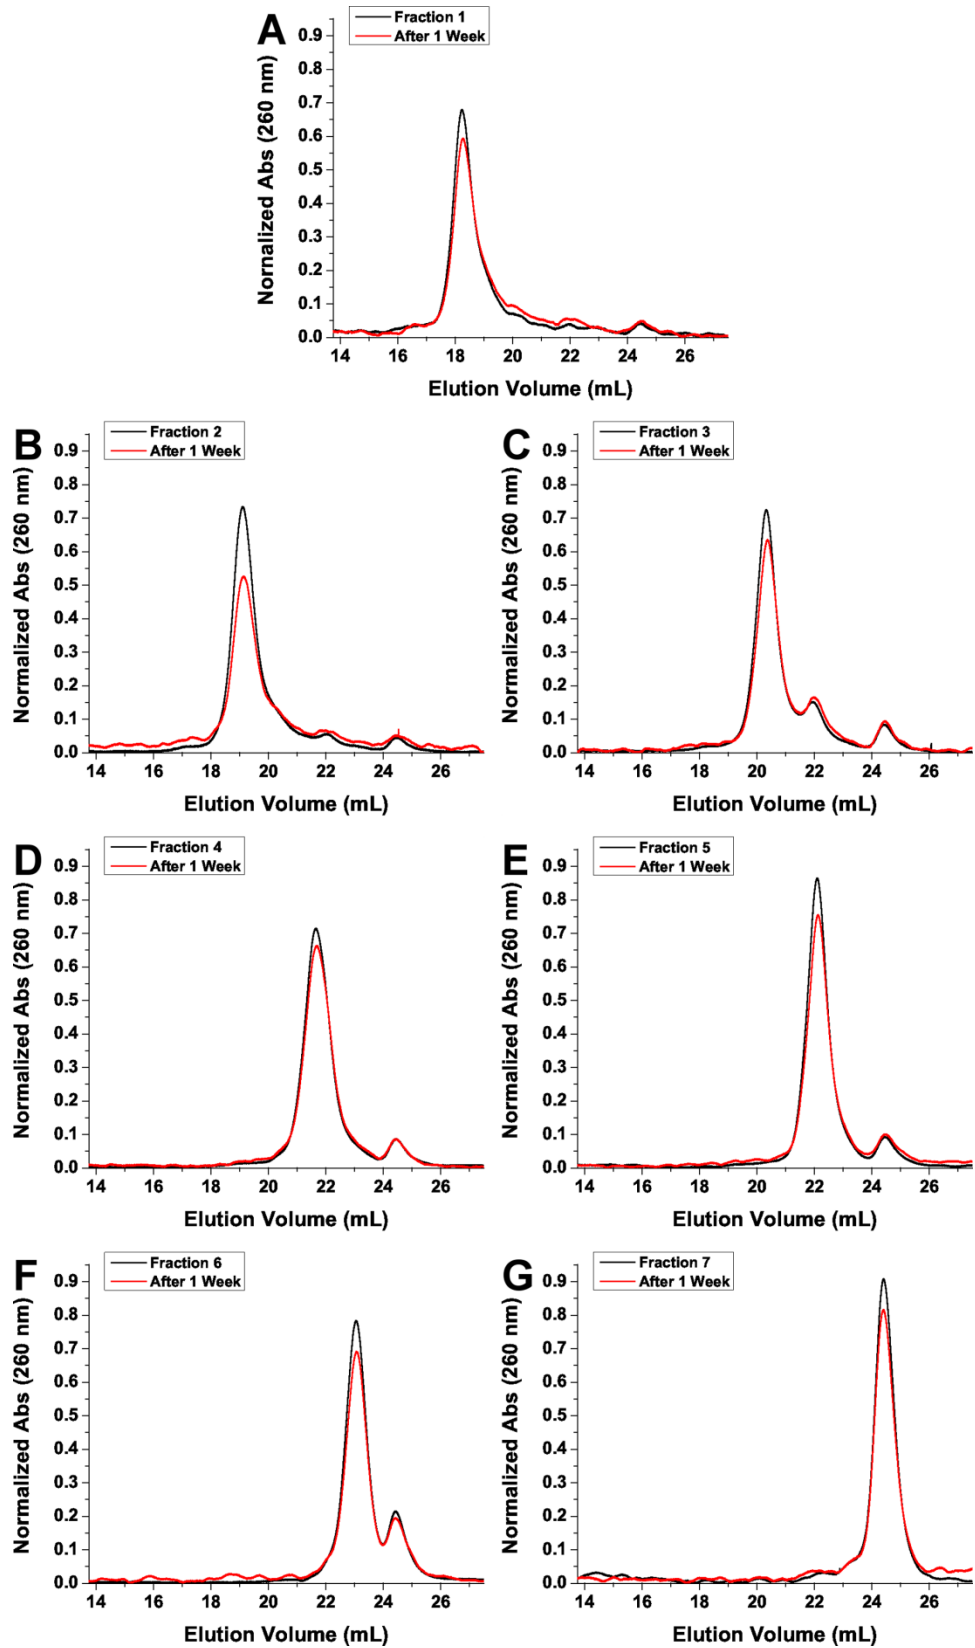 A
Fraction 1
After 1 Week
Nornalized Abs (260 nm)
0.9
0.8
0.7
0.6
0.5
0.4
0.3
0.2
0.1
0.0
14 16 18 20 22 24 26
Elution Volume (mL)
B
Fraction 2
After 1 Week
Normalized Abs (260 nm)
0.9
0.8
0.7
0.6
0.5
0.4
0.3
0.2
0.1
0.0
14 16 18 20 22 24 26
Elution Volume (mL)
C
Fraction 3
After 1 Week
Normalized Abs (260 nm)
0.9
0.8
0.7
0.6
0.5
0.4
0.3
0.2
0.1
0.0
14 16 18 20 22 24 26
Elution Volume (mL)
D
Fraction 4
After 1 Week
Normalized Abs (260 nm)
0.9
0.8
0.7
0.6
0.5
0.4
0.3
0.2
0.1
0.0
14 16 18 20 22 24 26
Elution Volume (mL)
E
Fraction 5
After 1 Week
Normalized Abs (260 nm)
0.9
0.8
0.7
0.6
0.5
0.4
0.3
0.2
0.1
0.0
14 16 18 20 22 24 26
Elution Volume (mL)
F
Fraction 6
After 1 Week
Normalized Abs (260 nm)
0.9
0.8
0.7
0.6
0.5
0.4
0.3
0.2
0.1
0.0
14 16 18 20 22 24 26
Elution Volume (mL)
G
Fraction 7
After 1 Week
Normalized Abs (260 nm)
0.9
0.8
0.7
0.6
0.5
0.4
0.3
0.2
0.1
0.0
14 16 18 20 22 24 26
Elution Volume (mL)